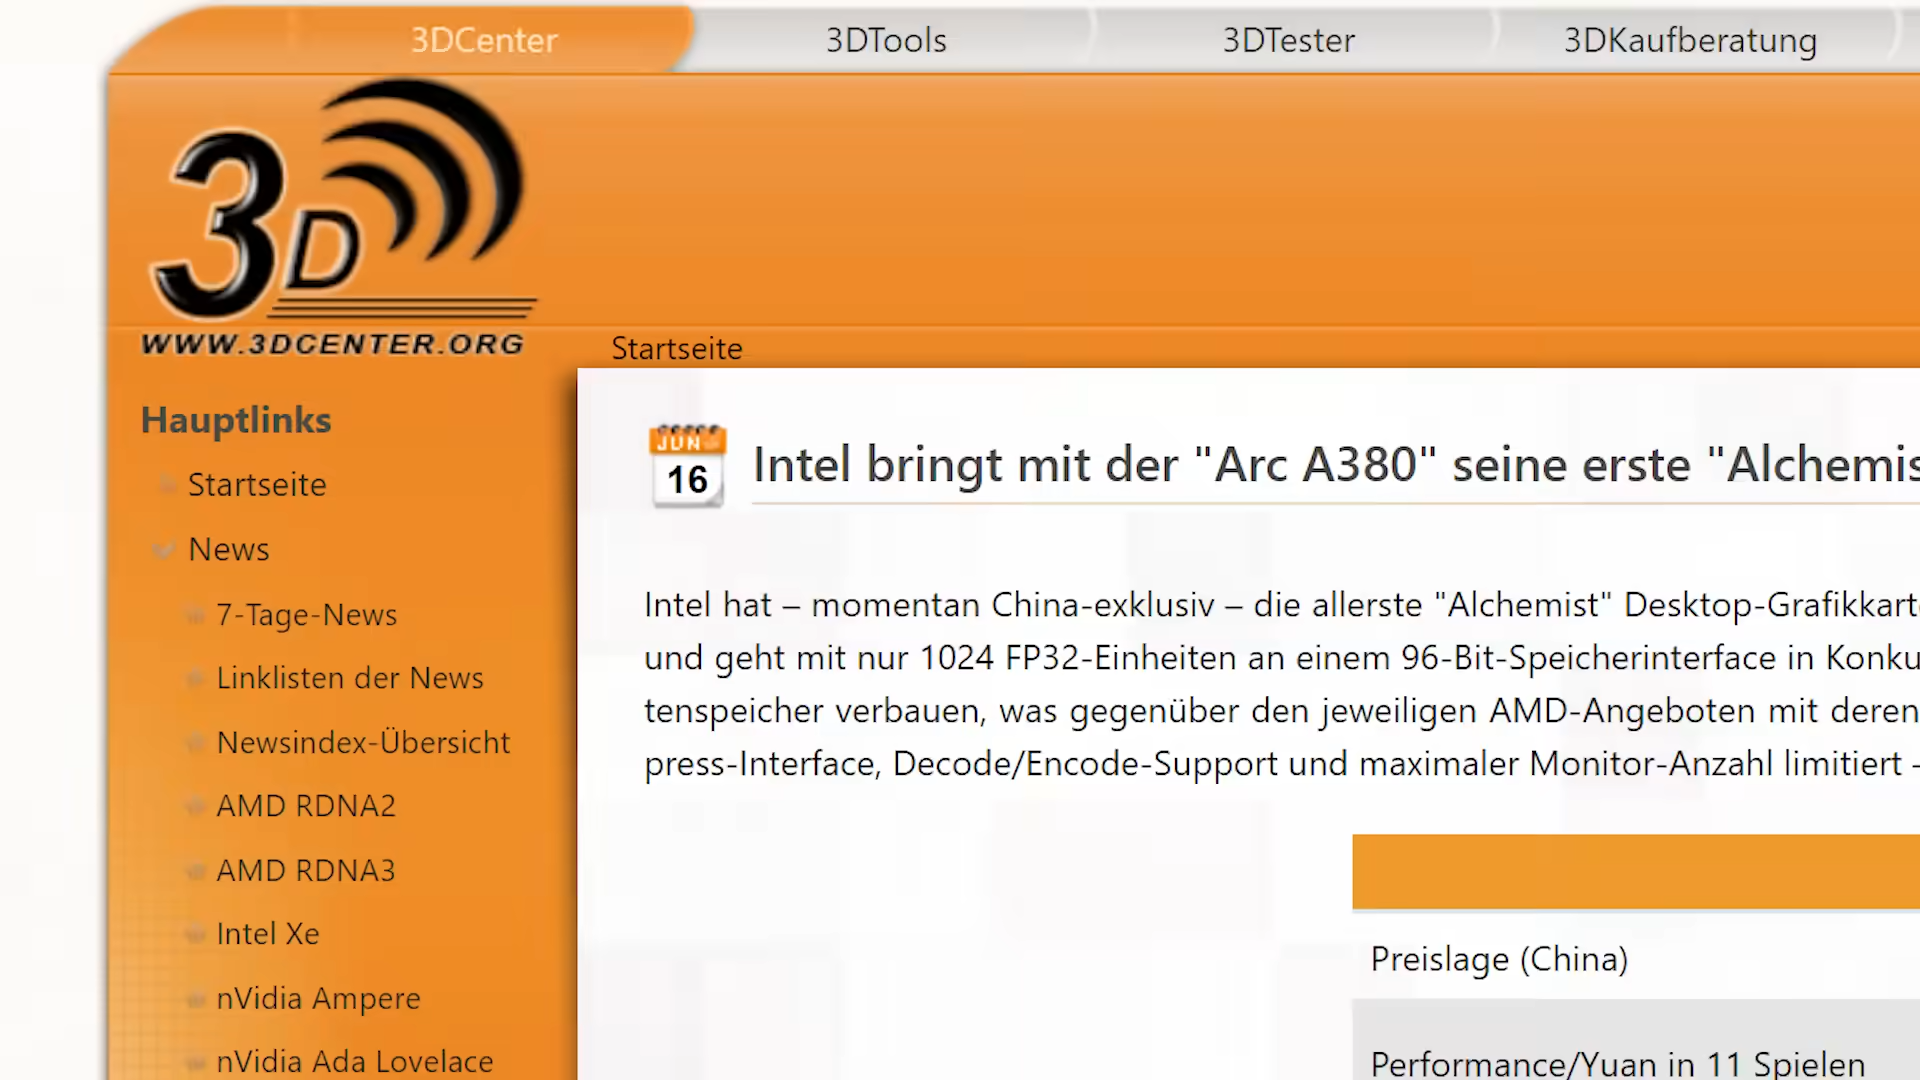 3DCenter 3DTools 3DTester 3DKaufberatung
3D
WWW.3DCENTER.ORG
Startseite
Hauptlinks
Startseite
News
7-Tage-News
Linklisten der News
Newsindex-Übersicht
AMD RDNA2
AMD RDNA3
Intel Xe
nVidia Ampere
nVidia Ada Lovelace
JUN
16
Intel bringt mit der "Arc A380" seine erste "Alchemis
Intel hat – momentan China-exklusiv – die allerste "Alchemist" Desktop-Grafikkart
und geht mit nur 1024 FP32-Einheiten an einem 96-Bit-Speicherinterface in Konku
tenspeicher verbauen, was gegenüber den jeweiligen AMD-Angeboten mit deren
press-Interface, Decode/Encode-Support und maximaler Monitor-Anzahl limitiert -
Preislage (China)
Performance/Yuan in 11 Spielen